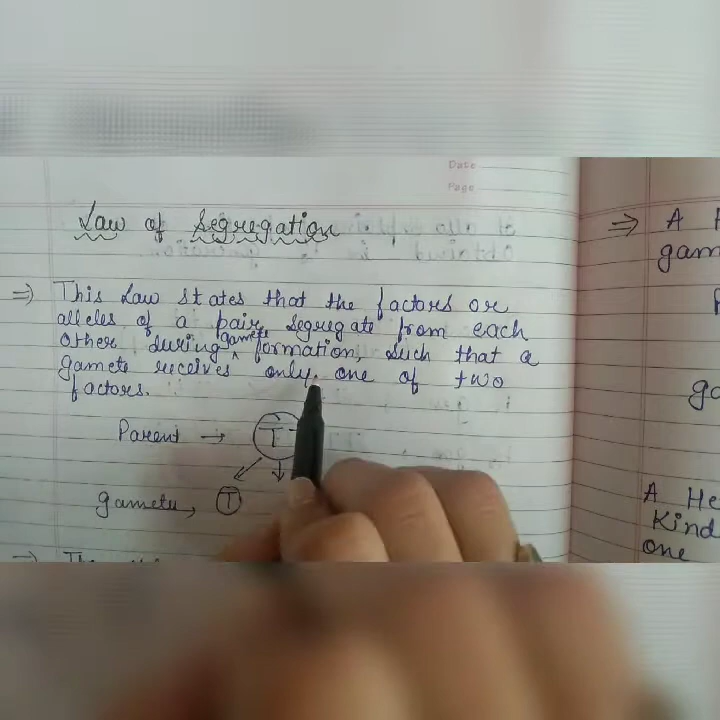 Date
Page
Law of Segregation
⇒ This Law States that the factors or
alleles of a pair segregate from each
other during gamete formation, such that a
gamete receives only one of two
factors.
Parent → T
gamete, T
⇒ A
gam
ga
A He
Kind
one